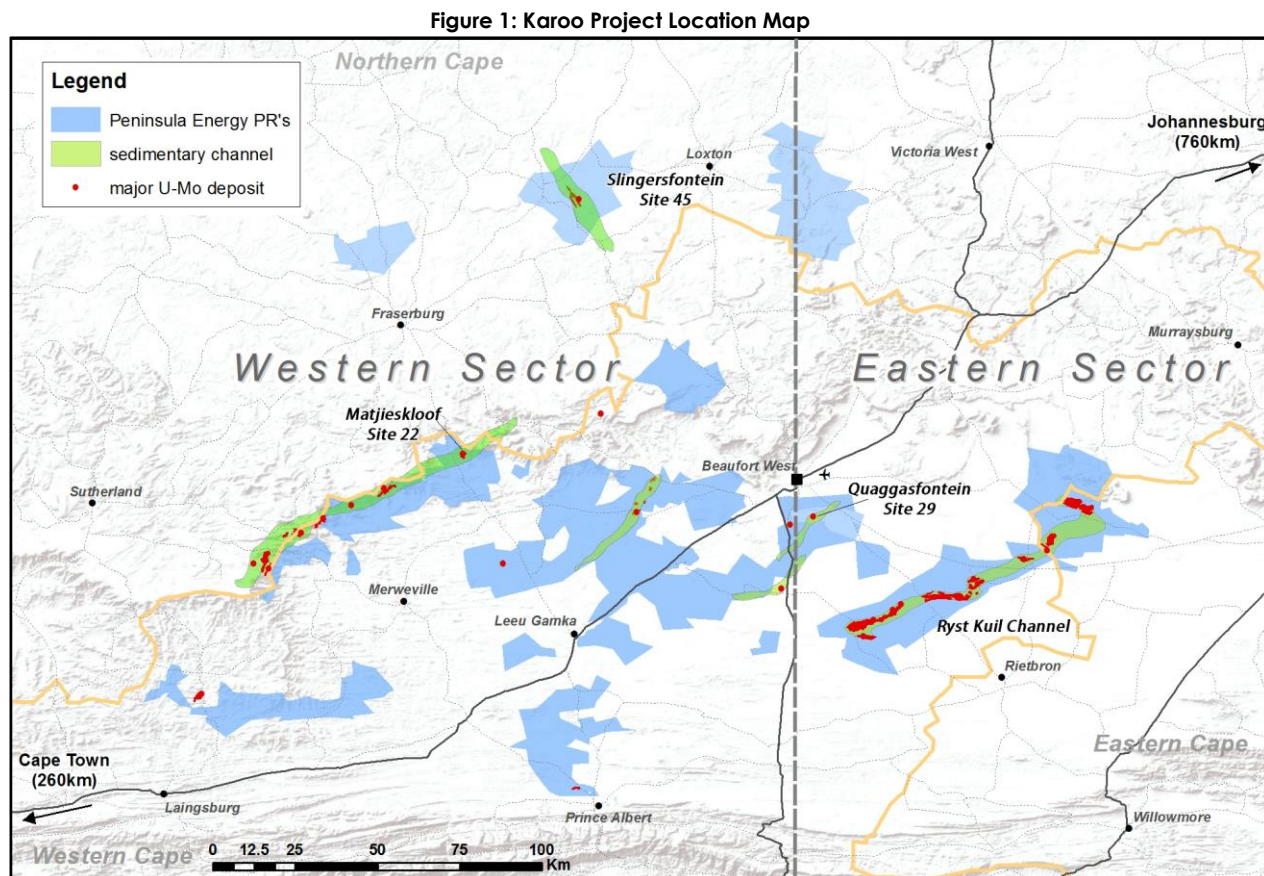 Figure 1: Karoo Project Location Map
Northern Cape
Legend
Peninsula Energy PR's
sedimentary channel
major U-Mo deposit
Johannesburg
(760km)
Loxton
Victoria West
Slingersfontein
Site 45
Fraserburg
Murraysburg
Western Sector
Eastern Sector
Matjieskloof
Site 22
Beaufort West
Sutherland
Quaggasfontein
Site 29
Merweville
Leeu Gamka
Ryst Kuil Channel
Rietbron
Eastern Cape
Cape Town
(260km)
Laingsburg
Prince Albert
Willowmore
Western Cape
0 12.5 25 50 75 100
Km